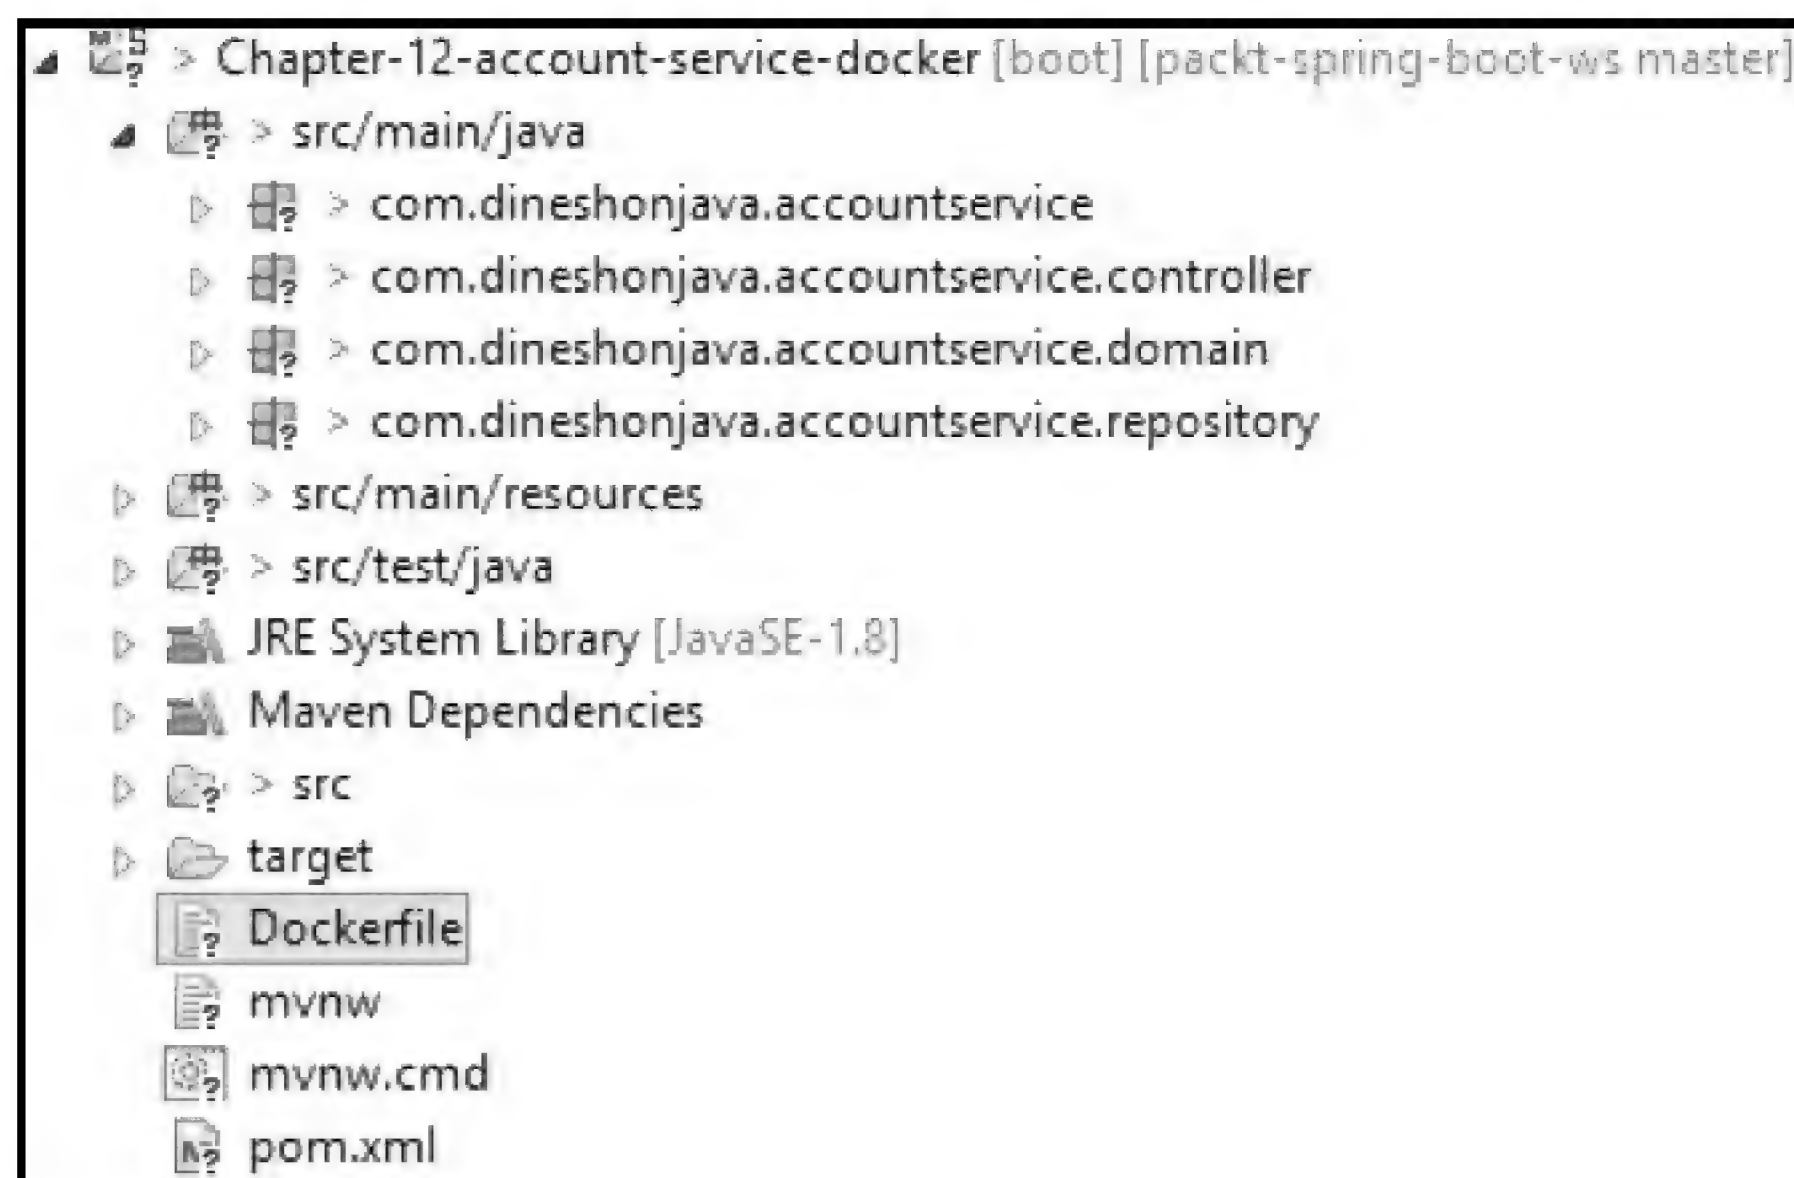 > Chapter-12-account-service-docker [boot] [packt-spring-boot-ws master]
> src/main/java
> com.dineshonjava.accountservice
> com.dineshonjava.accountservice.controller
> com.dineshonjava.accountservice.domain
> com.dineshonjava.accountservice.repository
> src/main/resources
> src/test/java
JRE System Library [JavaSE-1.8]
Maven Dependencies
> src
target
Dockerfile
mvnw
mvnw.cmd
pom.xml